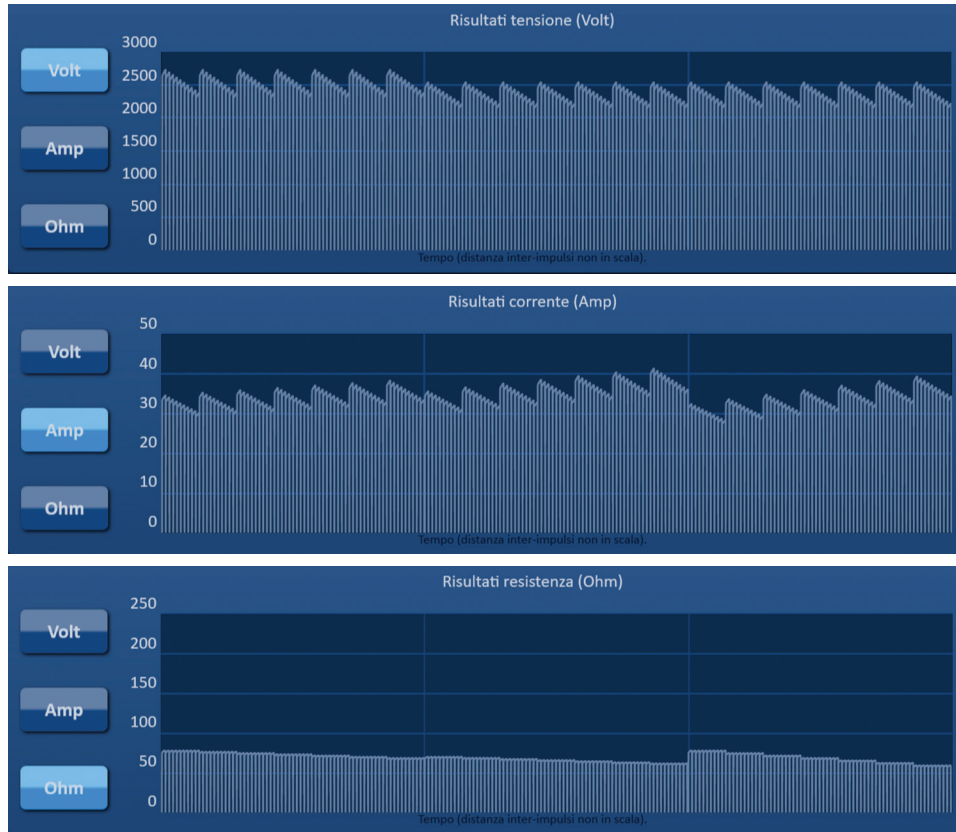 Risultati tensione (Volt)
3000
Volt
2500
2000
Amp
1500
1000
Ohm
500
0
Tempo (distanza inter-impulsi non in scala).
Risultati corrente (Amp)
50
Volt
40
30
Amp
20
10
Ohm
0
Tempo (distanza inter-impulsi non in scala).
Risultati resistenza (Ohm)
250
Volt
200
150
Amp
100
50
Ohm
0
Tempo (distanza inter-impulsi non in scala).